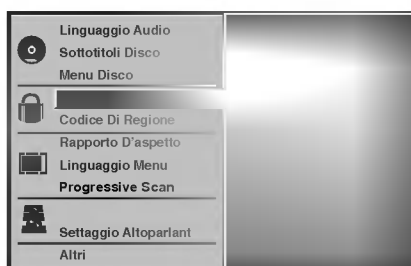 Linguaggio Audio
Sottotitoli Disco
Menu Disco
Codice Di Regione
Rapporto D'aspetto
Linguaggio Menu
Progressive Scan
Settaggio Altoparlant
Altri